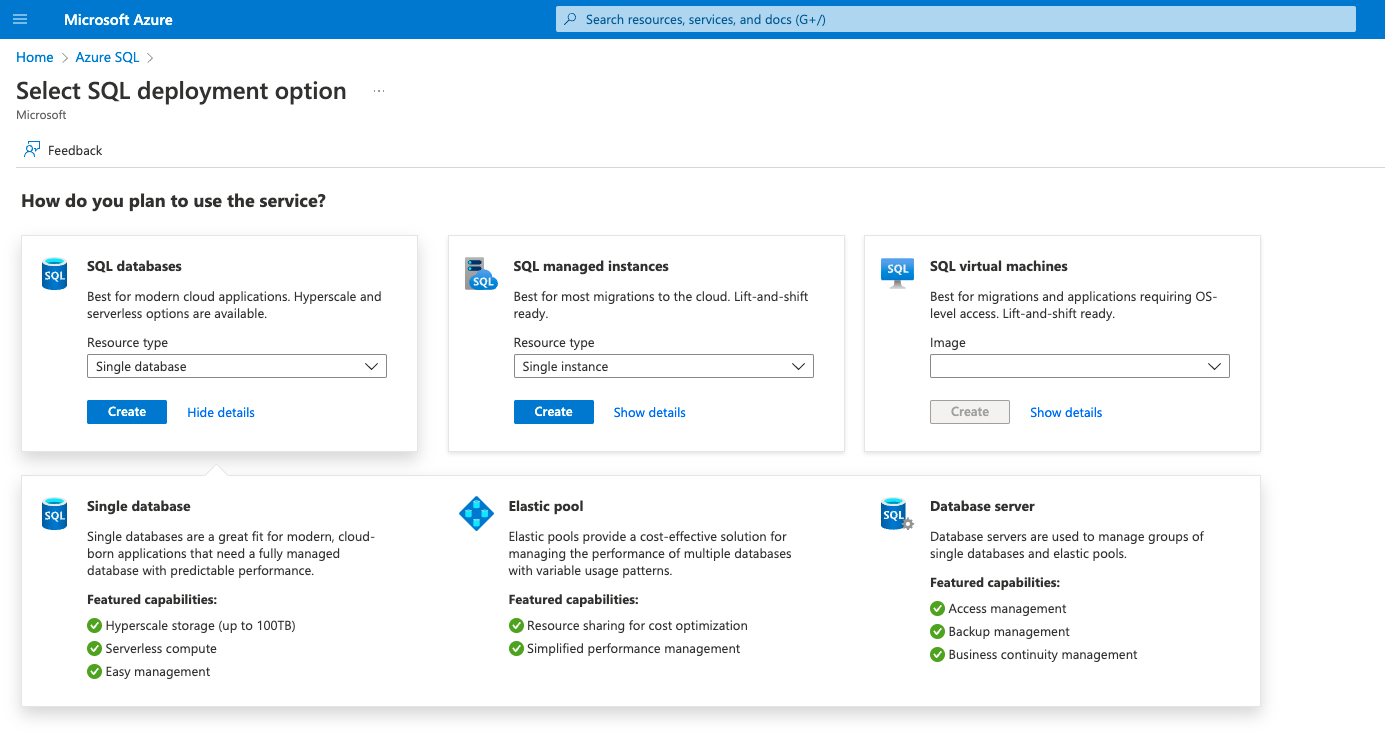 Microsoft Azure
Search resources, services, and docs (G+/)
Home > Azure SQL >
Select SQL deployment option ...
Microsoft
Feedback
How do you plan to use the service?
SQL
SQL databases
Best for modern cloud applications. Hyperscale and
serverless options are available.
Resource type
Single database
Create
Hide details
SQL
SQL managed instances
Best for most migrations to the cloud. Lift-and-shift
ready.
Resource type
Single instance
Create
Show details
SQL
SQL virtual machines
Best for migrations and applications requiring OS-
level access. Lift-and-shift ready.
Image
Create
Show details
SQL
Single database
Single databases are a great fit for modern, cloud-
born applications that need a fully managed
database with predictable performance.
Featured capabilities:
Hyperscale storage (up to 100TB)
Serverless compute
Easy management
Elastic pool
Elastic pools provide a cost-effective solution for
managing the performance of multiple databases
with variable usage patterns.
Featured capabilities:
Resource sharing for cost optimization
Simplified performance management
SQL
Database server
Database servers are used to manage groups of
single databases and elastic pools.
Featured capabilities:
Access management
Backup management
Business continuity management